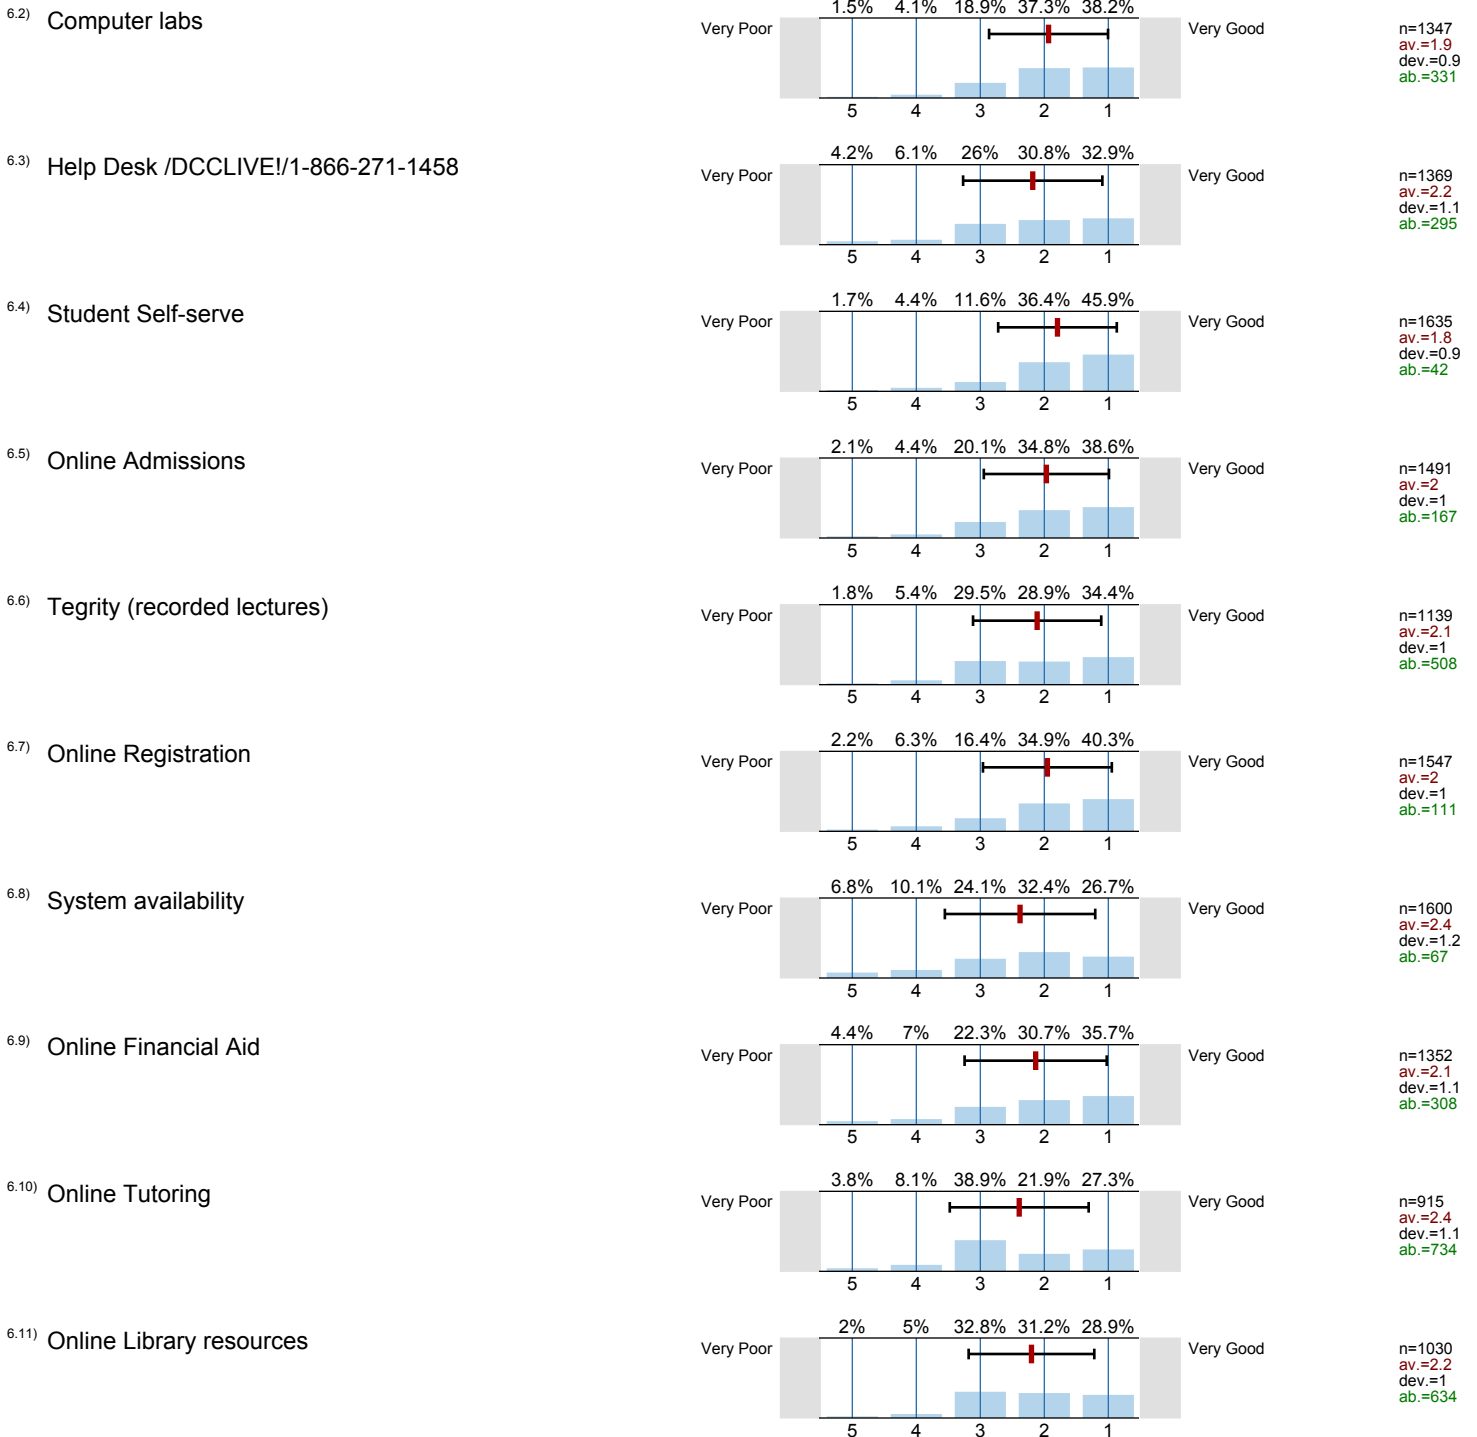 6.2) Computer labs
1.5% 4.1% 18.9% 37.3% 38.2%
Very Poor Very Good
5 4 3 2 1
n=1347
av.=1.9
dev.=0.9
ab.=331
6.3) Help Desk /DCCLIVE!/1-866-271-1458
4.2% 6.1% 26% 30.8% 32.9%
Very Poor Very Good
5 4 3 2 1
n=1369
av.=2.2
dev.=1.1
ab.=295
6.4) Student Self-serve
1.7% 4.4% 11.6% 36.4% 45.9%
Very Poor Very Good
5 4 3 2 1
n=1635
av.=1.8
dev.=0.9
ab.=42
6.5) Online Admissions
2.1% 4.4% 20.1% 34.8% 38.6%
Very Poor Very Good
5 4 3 2 1
n=1491
av.=2
dev.=1
ab.=167
6.6) Tegrity (recorded lectures)
1.8% 5.4% 29.5% 28.9% 34.4%
Very Poor Very Good
5 4 3 2 1
n=1139
av.=2.1
dev.=1
ab.=508
6.7) Online Registration
2.2% 6.3% 16.4% 34.9% 40.3%
Very Poor Very Good
5 4 3 2 1
n=1547
av.=2
dev.=1
ab.=111
6.8) System availability
6.8% 10.1% 24.1% 32.4% 26.7%
Very Poor Very Good
5 4 3 2 1
n=1600
av.=2.4
dev.=1.2
ab.=67
6.9) Online Financial Aid
4.4% 7% 22.3% 30.7% 35.7%
Very Poor Very Good
5 4 3 2 1
n=1352
av.=2.1
dev.=1.1
ab.=308
6.10) Online Tutoring
3.8% 8.1% 38.9% 21.9% 27.3%
Very Poor Very Good
5 4 3 2 1
n=915
av.=2.4
dev.=1.1
ab.=734
6.11) Online Library resources
2% 5% 32.8% 31.2% 28.9%
Very Poor Very Good
5 4 3 2 1
n=1030
av.=2.2
dev.=1
ab.=634